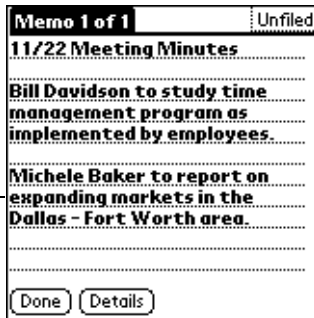 Memo 1 of 1 Unfiled
11/22 Meeting Minutes
Bill Davidson to study time
management program as
implemented by employees.
Michele Baker to report on
expanding markets in the
Dallas - Fort Worth area.
Done Details